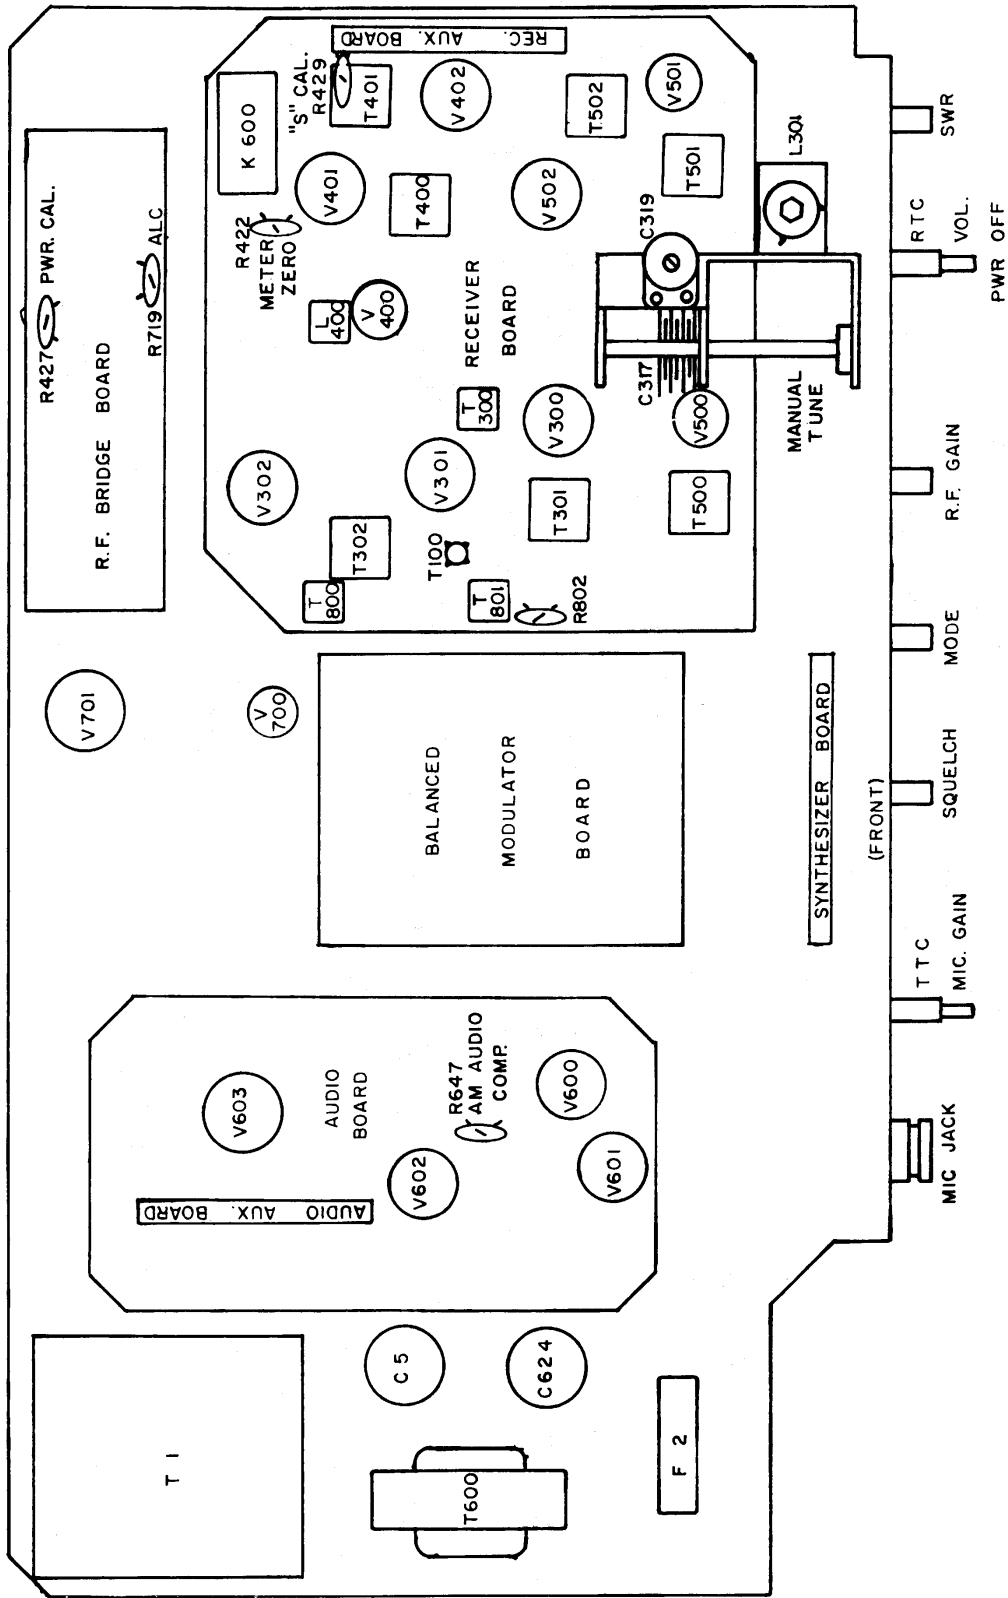 R427 PWR. CAL.
R719 ALC
R.F. BRIDGE BOARD
V701
V
700
REC. AUX. BOARD
K 600
"S" CAL.
R429
T401
V402
T502
V501
V401
T400
V502
T501
R422
METER
ZERO
L
400
V
400
RECEIVER
BOARD
C319
L301
C317
MANUAL
TUNE
T
300
V300
V500
V302
V301
T301
T500
T302
T100
T
800
T
801
R802
BALANCED
MODULATOR
BOARD
SYNTHESIZER BOARD
(FRONT)
AUDIO
BOARD
V603
R647
AM AUDIO
COMP.
V600
V602
V601
AUDIO AUX. BOARD
T 1
C5
C624
T600
F 2
MIC JACK
TTC
MIC. GAIN
SQUELCH
MODE
R.F. GAIN
RTC
VOL.
PWR OFF
SWR